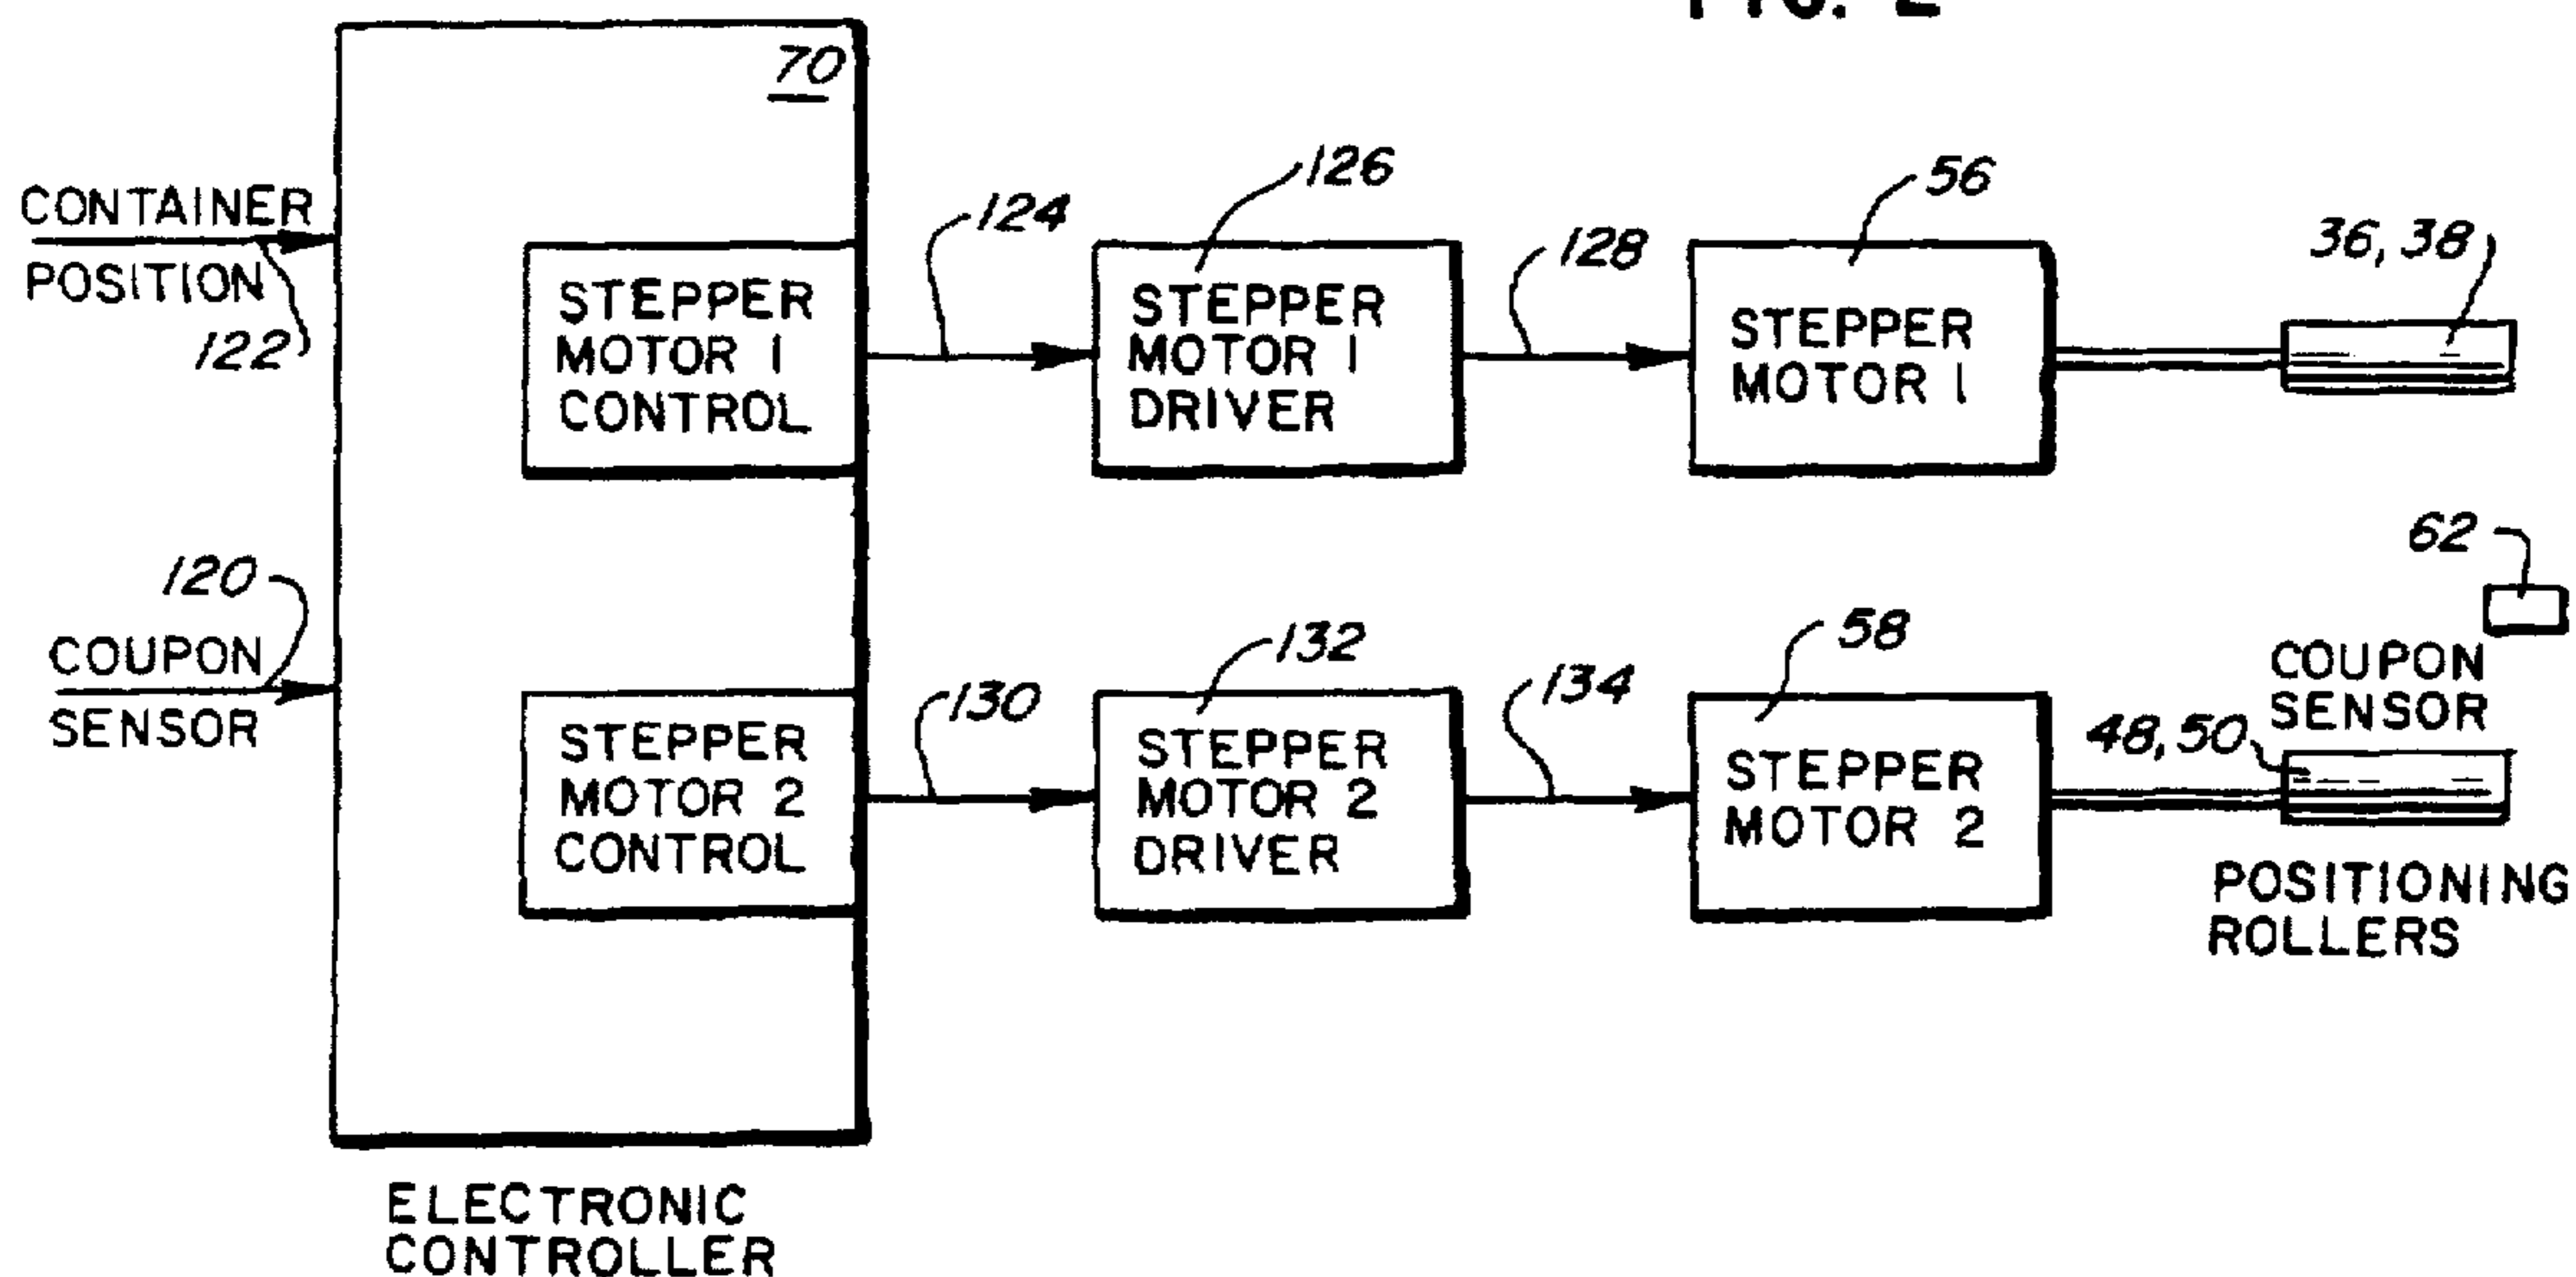 FIG. 2
70
CONTAINER
POSITION
122
STEPPER
MOTOR 1
CONTROL
124
126
STEPPER
MOTOR 1
DRIVER
128
56
STEPPER
MOTOR 1
36, 38
120
COUPON
SENSOR
STEPPER
MOTOR 2
CONTROL
130
132
STEPPER
MOTOR 2
DRIVER
134
58
STEPPER
MOTOR 2
62
COUPON
SENSOR
48, 50
POSITIONING
ROLLERS
ELECTRONIC
CONTROLLER